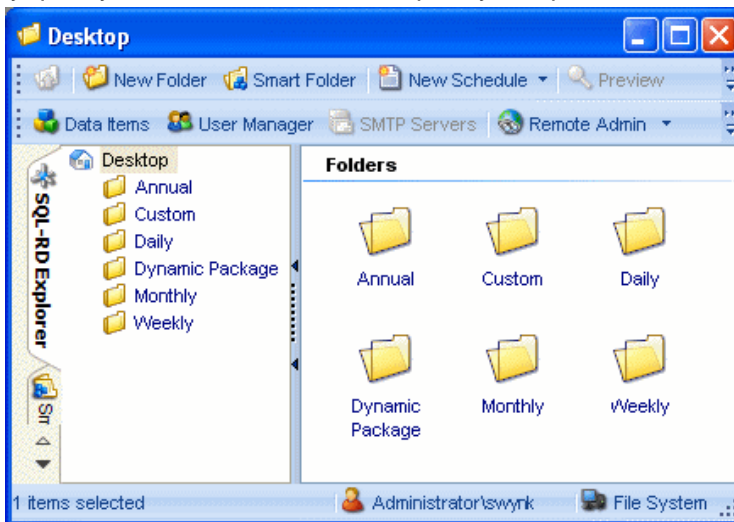 Desktop
New Folder Smart Folder New Schedule Preview
Data Items User Manager SMTP Servers Remote Admin
SQL-RD Explorer
Desktop
Annual
Custom
Daily
Dynamic Package
Monthly
Weekly
Folders
Annual Custom Daily
Dynamic Package Monthly Weekly
1 items selected Administrator\swynk File System